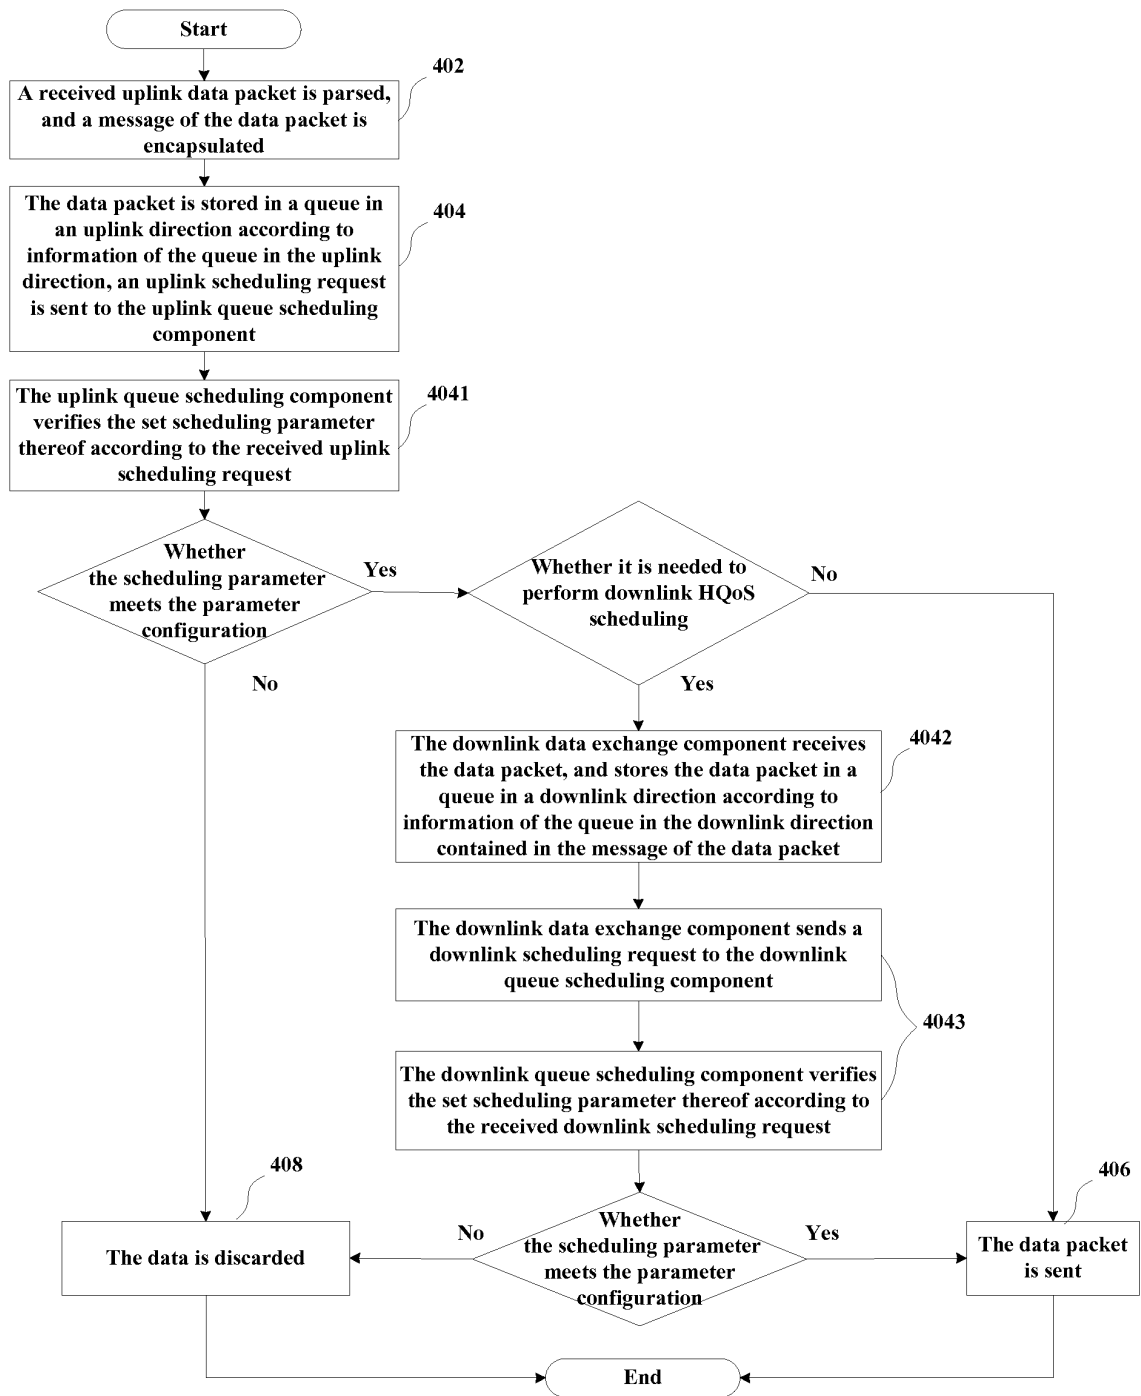 Start
402
A received uplink data packet is parsed,
and a message of the data packet is
encapsulated
404
The data packet is stored in a queue in
an uplink direction according to
information of the queue in the uplink
direction, an uplink scheduling request
is sent to the uplink queue scheduling
component
4041
The uplink queue scheduling component
verifies the set scheduling parameter
thereof according to the received uplink
scheduling request
Whether
the scheduling parameter
meets the parameter
configuration
Yes
No
Whether it is needed to
perform downlink HQoS
scheduling
No
Yes
4042
The downlink data exchange component receives
the data packet, and stores the data packet in a
queue in a downlink direction according to
information of the queue in the downlink direction
contained in the message of the data packet
The downlink data exchange component sends a
downlink scheduling request to the downlink
queue scheduling component
4043
The downlink queue scheduling component verifies
the set scheduling parameter thereof according to
the received downlink scheduling request
408
The data is discarded
No
Whether
the scheduling parameter
meets the parameter
configuration
Yes
406
The data packet
is sent
End